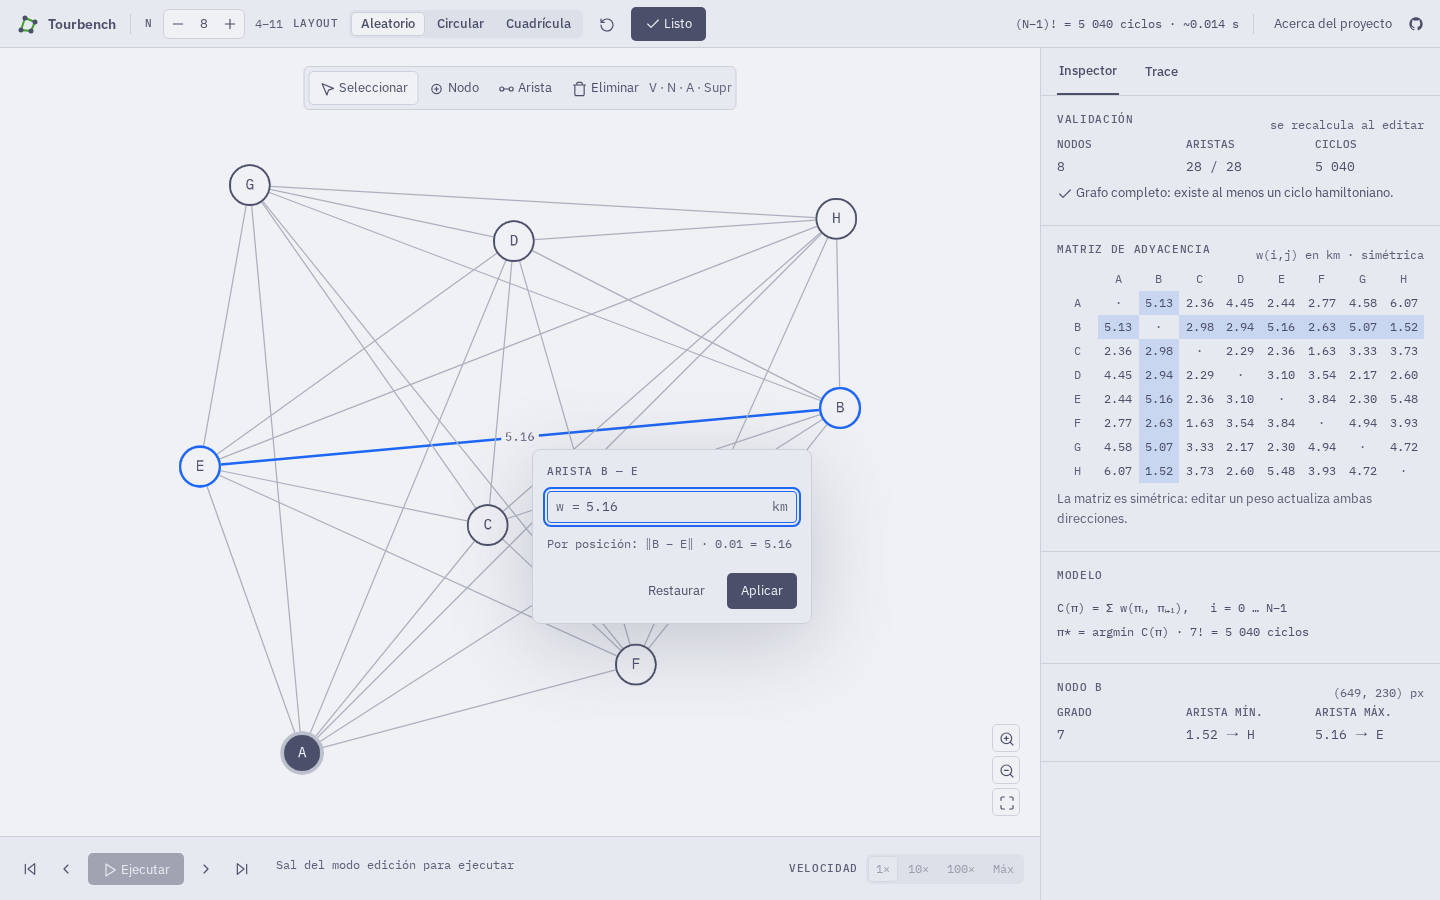 Tourbench N 8 4–11 LAYOUT Aleatorio Circular Cuadrícula Listo (N−1)! = 5 040 ciclos · ~0.014 s Acerca del proyecto
Seleccionar Nodo Arista Eliminar V · N · A · Supr
G
D
H
B
5.16
E
C
F
A
ARISTA B — E
w = 5.16 km
Por posición: ‖B − E‖ · 0.01 = 5.16
Restaurar Aplicar
Ejecutar Sal del modo edición para ejecutar VELOCIDAD 1× 10× 100× Máx
Inspector Trace
VALIDACIÓN se recalcula al editar
NODOS ARISTAS CICLOS
8 28 / 28 5 040
Grafo completo: existe al menos un ciclo hamiltoniano.
MATRIZ DE ADYACENCIA w(i,j) en km · simétrica
A B C D E F G H
A · 5.13 2.36 4.45 2.44 2.77 4.58 6.07
B 5.13 · 2.98 2.94 5.16 2.63 5.07 1.52
C 2.36 2.98 · 2.29 2.36 1.63 3.33 3.73
D 4.45 2.94 2.29 · 3.10 3.54 2.17 2.60
E 2.44 5.16 2.36 3.10 · 3.84 2.30 5.48
F 2.77 2.63 1.63 3.54 3.84 · 4.94 3.93
G 4.58 5.07 3.33 2.17 2.30 4.94 · 4.72
H 6.07 1.52 3.73 2.60 5.48 3.93 4.72 ·
La matriz es simétrica: editar un peso actualiza ambas
direcciones.
MODELO
C(π) = Σ w(πᵢ, πᵢ₊₁), i = 0 … N−1
π* = argmin C(π) · 7! = 5 040 ciclos
NODO B (649, 230) px
GRADO ARISTA MÍN. ARISTA MÁX.
7 1.52 → H 5.16 → E